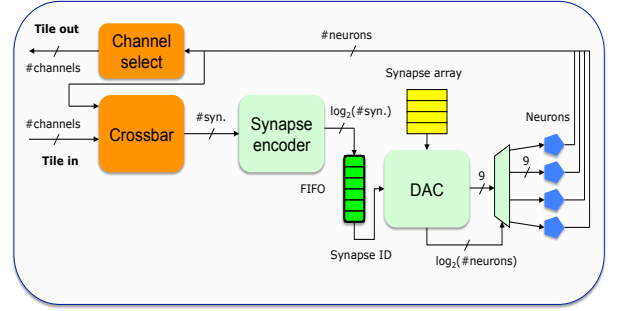 Tile out
#channels
Channel
select
#neurons
Synapse array
#channels
Tile in
Crossbar
#syn.
Synapse
encoder
log₂(#syn.)
FIFO
Synapse ID
DAC
9
log₂(#neurons)
Neurons
9